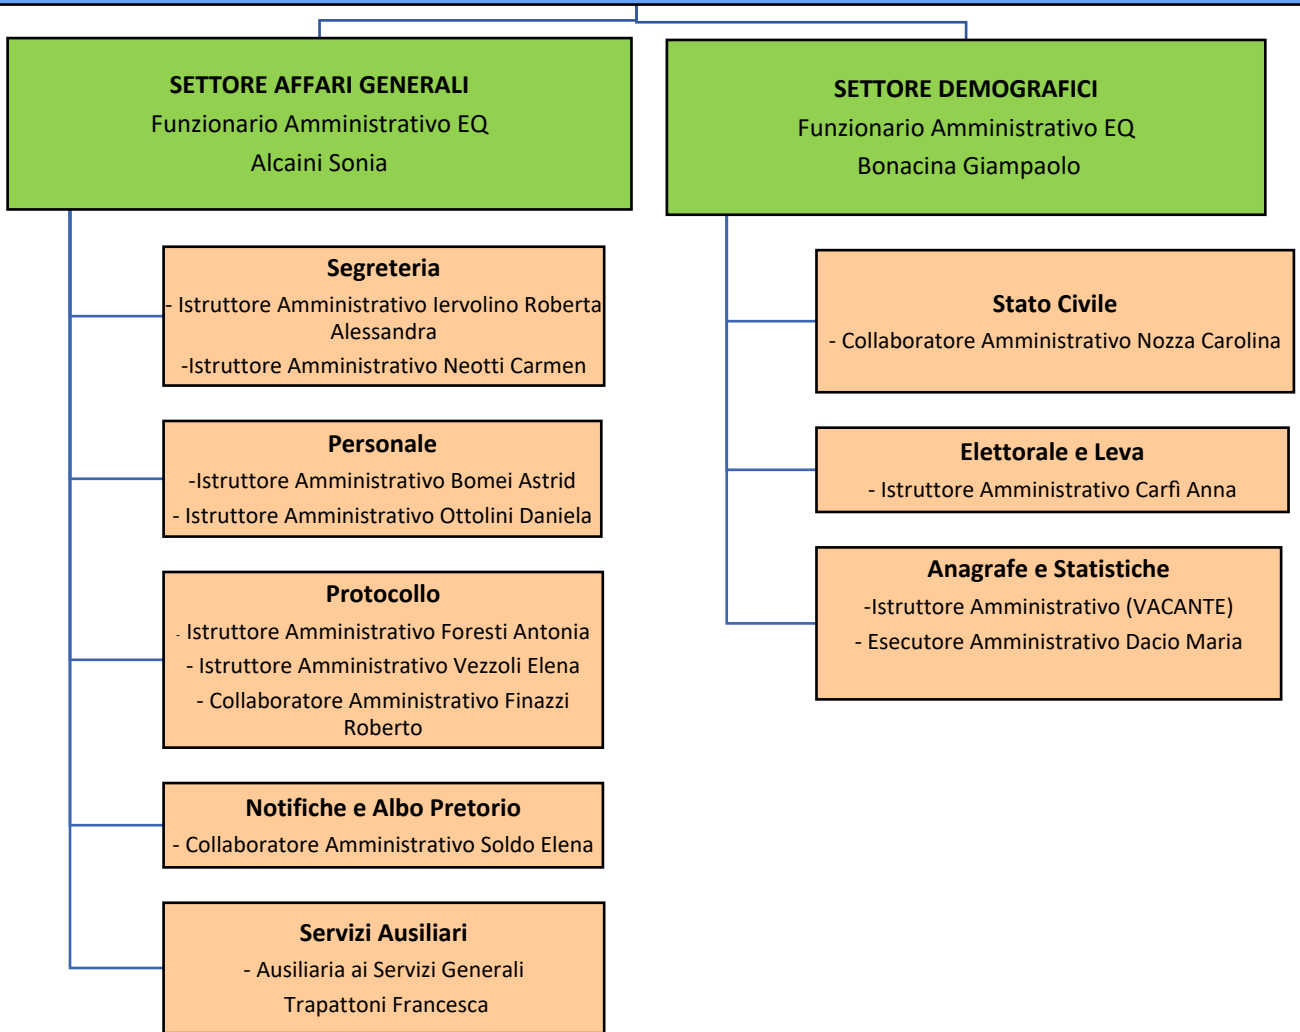 SETTORE AFFARI GENERALI
Funzionario Amministrativo EQ
Alcaini Sonia
Segreteria
- Istruttore Amministrativo Iervolino Roberta
Alessandra
-Istruttore Amministrativo Neotti Carmen
Personale
-Istruttore Amministrativo Bomei Astrid
- Istruttore Amministrativo Ottolini Daniela
Protocollo
- Istruttore Amministrativo Foresti Antonia
- Istruttore Amministrativo Vezzoli Elena
- Collaboratore Amministrativo Finazzi
Roberto
Notifiche e Albo Pretorio
- Collaboratore Amministrativo Soldo Elena
Servizi Ausiliari
- Ausiliaria ai Servizi Generali
Trapattoni Francesca
SETTORE DEMOGRAFICI
Funzionario Amministrativo EQ
Bonacina Giampaolo
Stato Civile
- Collaboratore Amministrativo Nozza Carolina
Elettorale e Leva
- Istruttore Amministrativo Carfì Anna
Anagrafe e Statistiche
-Istruttore Amministrativo (VACANTE)
- Esecutore Amministrativo Dacio Maria